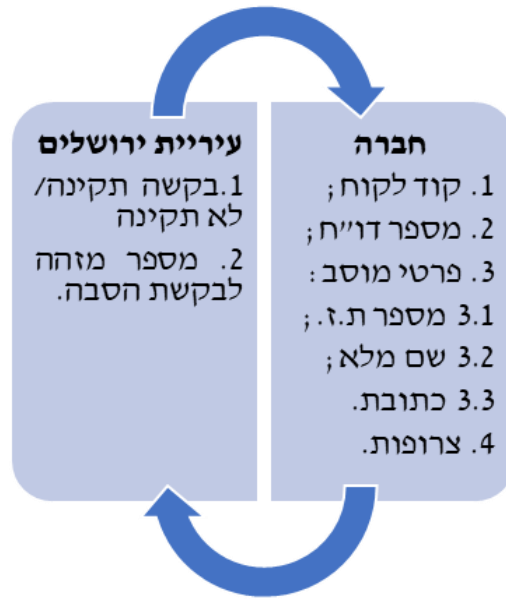 חברה
1. קוד לקוח;
2. מספר דו״ח;
3. פרטי מוסב:
3.1 מספר ת.ז.;
3.2 שם מלא;
3.3 כתובת.
4. צרופות.
עיריית ירושלים
1.בקשה תקינה/
לא תקינה
2. מספר מזהה
לבקשת הסבה.